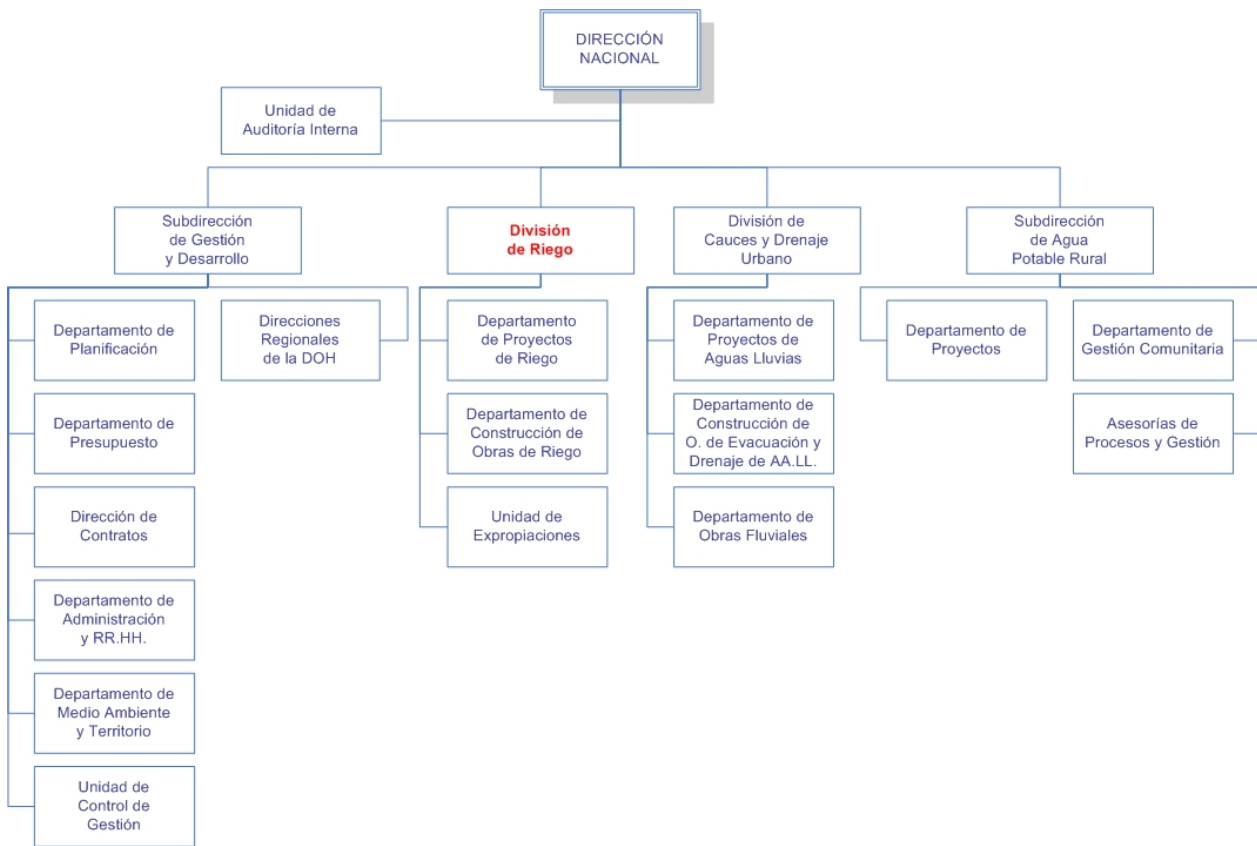 DIRECCIÓN
NACIONAL
Unidad de
Auditoría Interna
Subdirección
de Gestión
y Desarrollo
División
de Riego
División de
Cauces y Drenaje
Urbano
Subdirección
de Agua
Potable Rural
Departamento de
Planificación
Direcciones
Regionales
de la DOH
Departamento
de Proyectos
de Riego
Departamento de
Proyectos de
Aguas Lluvias
Departamento de
Proyectos
Departamento de
Gestión Comunitaria
Departamento de
Presupuesto
Departamento de
Construcción de
Obras de Riego
Departamento de
Construcción de
O. de Evacuación y
Drenaje de AA.LL.
Asesorías de
Procesos y Gestión
Dirección de
Contratos
Unidad de
Expropiaciones
Departamento de
Obras Fluviales
Departamento de
Administración
y RR.HH.
Departamento de
Medio Ambiente
y Territorio
Unidad de
Control de
Gestión